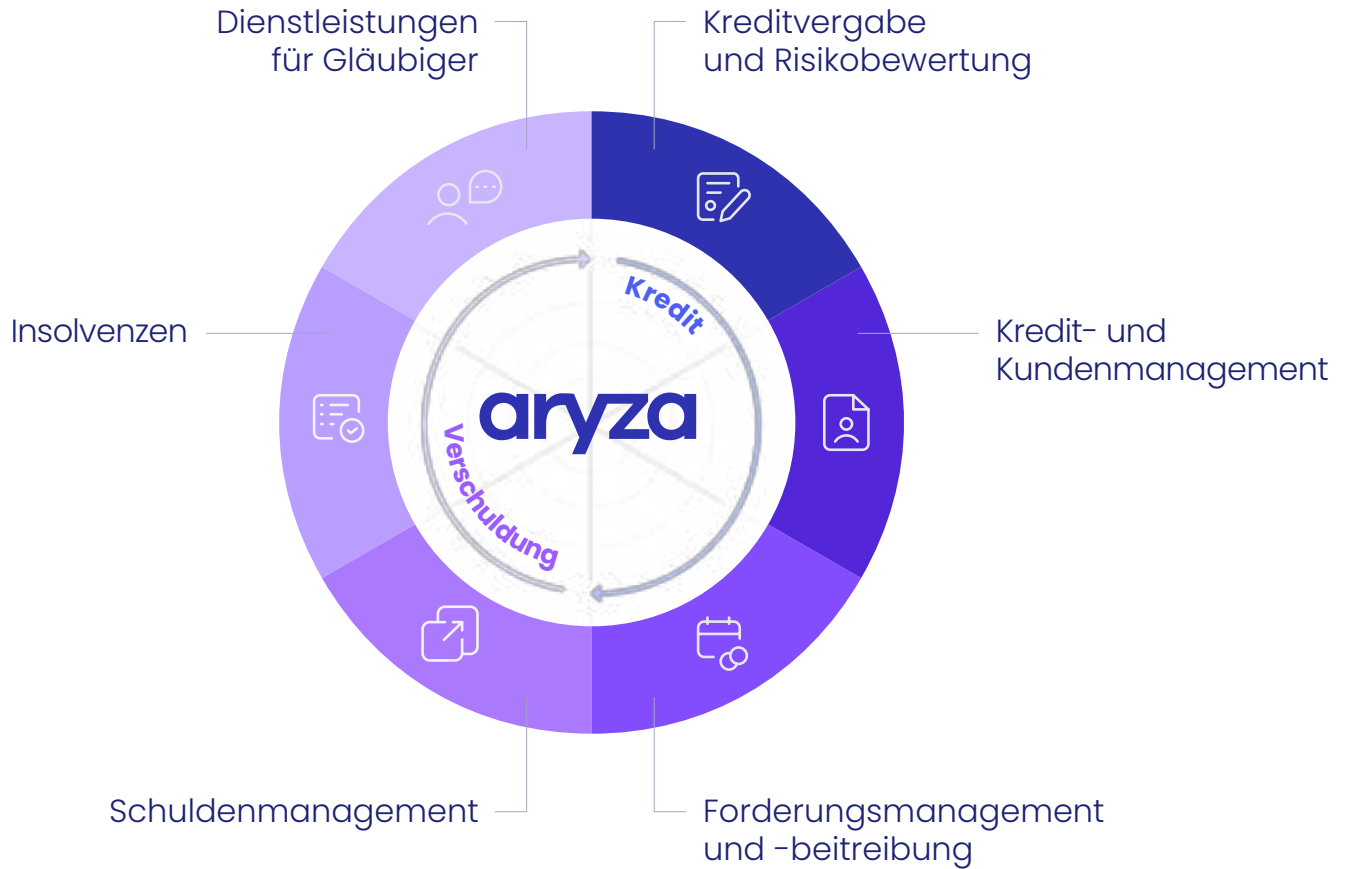 Dienstleistungen
für Gläubiger
Kreditvergabe
und Risikobewertung
Kredit
Insolvenzen
Kredit- und
Kundenmanagement
aryza
Verschuldung
Schuldenmanagement
Forderungsmanagement
und -beitreibung